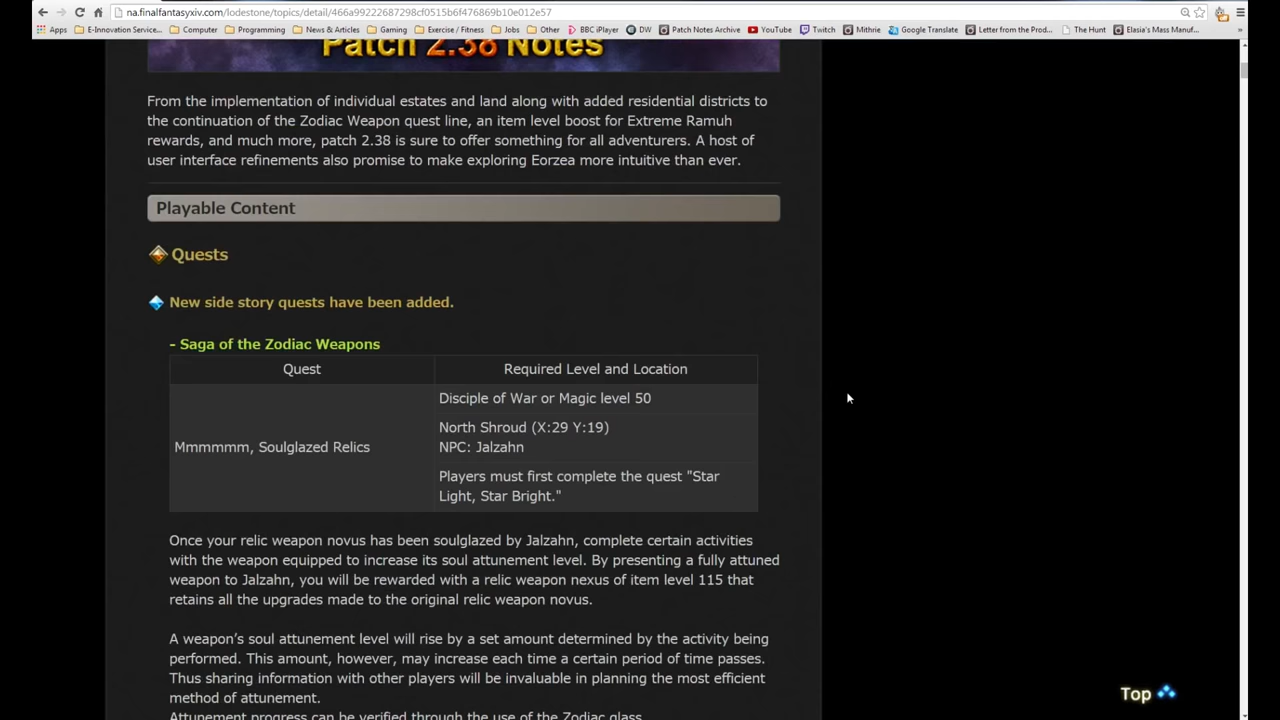 na.finalfantasyxiv.com/lodestone/topics/detail/466a99222687298cf0515b6f476869b10e012e57
Apps E-Innovation Service... Computer Programming News & Articles Gaming Exercise / Fitness Jobs Other BBC iPlayer DW Patch Notes Archive YouTube Twitch Mithrie Google Translate Letter from the Prod... The Hunt Elasia's Mass Manuf... »
Patch 2.38 Notes
From the implementation of individual estates and land along with added residential districts to
the continuation of the Zodiac Weapon quest line, an item level boost for Extreme Ramuh
rewards, and much more, patch 2.38 is sure to offer something for all adventurers. A host of
user interface refinements also promise to make exploring Eorzea more intuitive than ever.
Playable Content
Quests
New side story quests have been added.
- Saga of the Zodiac Weapons
Quest Required Level and Location
Disciple of War or Magic level 50
North Shroud (X:29 Y:19)
Mmmmmm, Soulglazed Relics NPC: Jalzahn
Players must first complete the quest "Star
Light, Star Bright."
Once your relic weapon novus has been soulglazed by Jalzahn, complete certain activities
with the weapon equipped to increase its soul attunement level. By presenting a fully attuned
weapon to Jalzahn, you will be rewarded with a relic weapon nexus of item level 115 that
retains all the upgrades made to the original relic weapon novus.
A weapon's soul attunement level will rise by a set amount determined by the activity being
performed. This amount, however, may increase each time a certain period of time passes.
Thus sharing information with other players will be invaluable in planning the most efficient
method of attunement.
Attunement progress can be verified through the use of the Zodiac glass.
Top